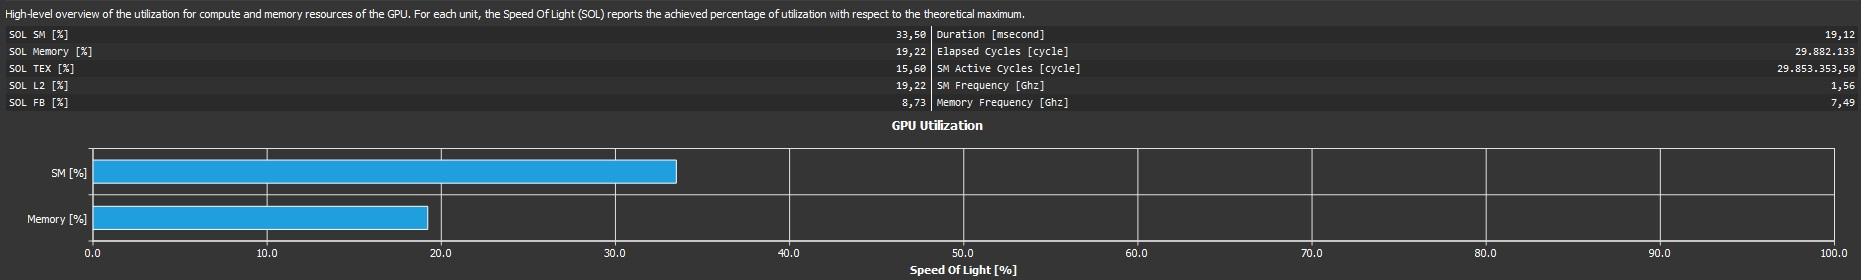 High-level overview of the utilization for compute and memory resources of the GPU. For each unit, the Speed Of Light (SOL) reports the achieved percentage of utilization with respect to the theoretical maximum.
SOL SM [%] 33,50 Duration [msecond] 19,12
SOL Memory [%] 19,22 Elapsed Cycles [cycle] 29.882.133
SOL TEX [%] 15,60 SM Active Cycles [cycle] 29.853.353,50
SOL L2 [%] 19,22 SM Frequency [Ghz] 1,56
SOL FB [%] 8,73 Memory Frequency [Ghz] 7,49
GPU Utilization
SM [%]
Memory [%]
0.0 10.0 20.0 30.0 40.0 50.0 60.0 70.0 80.0 90.0 100.0
Speed Of Light [%]